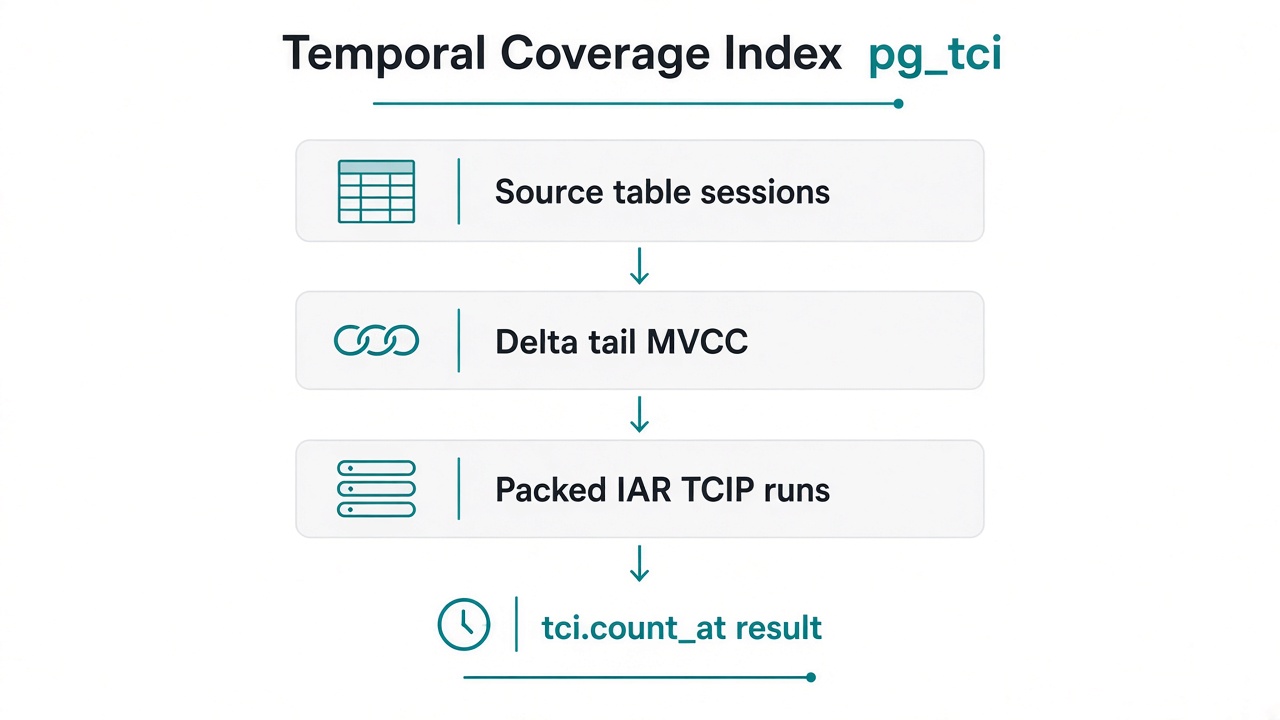 Temporal Coverage Index pg_tci
Source table sessions
Delta tail MVCC
Packed IAR TCIP runs
tci.count_at result